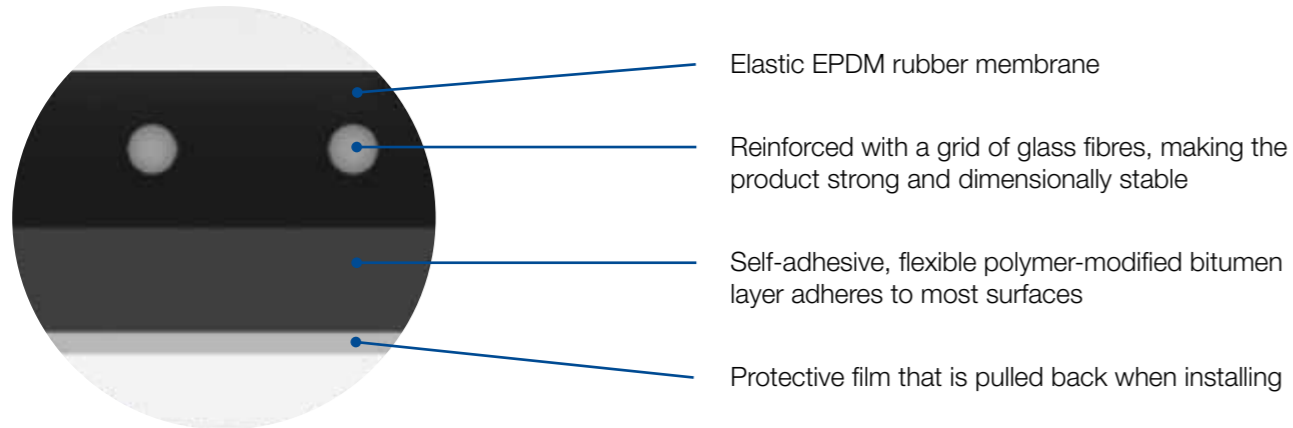 Elastic EPDM rubber membrane
Reinforced with a grid of glass fibres, making the
product strong and dimensionally stable
Self-adhesive, flexible polymer-modified bitumen
layer adheres to most surfaces
Protective film that is pulled back when installing